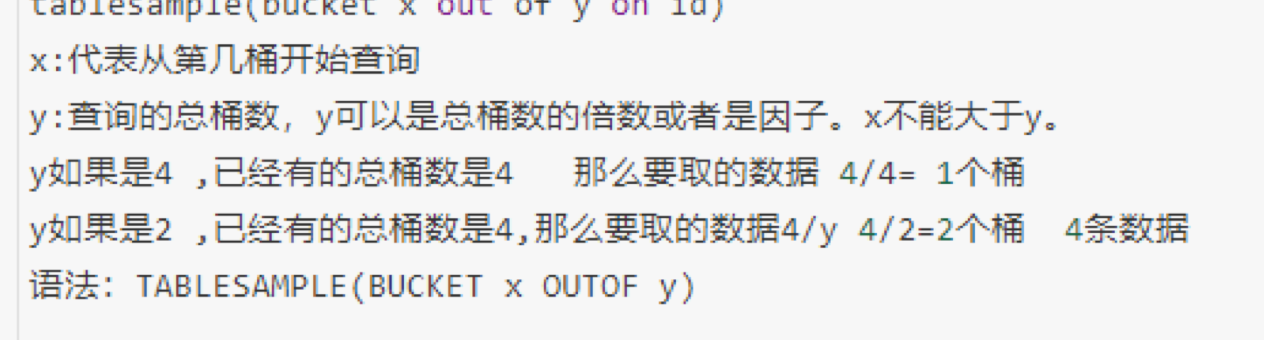 tablesample(bucket x out of y on id)
x:代表从第几桶开始查询
y:查询的总桶数，y可以是总桶数的倍数或者是因子。x不能大于y。
y如果是4 ,已经有的总桶数是4   那么要取的数据 4/4= 1个桶
y如果是2 ,已经有的总桶数是4,那么要取的数据4/y 4/2=2个桶  4条数据
语法：TABLESAMPLE(BUCKET x OUTOF y)